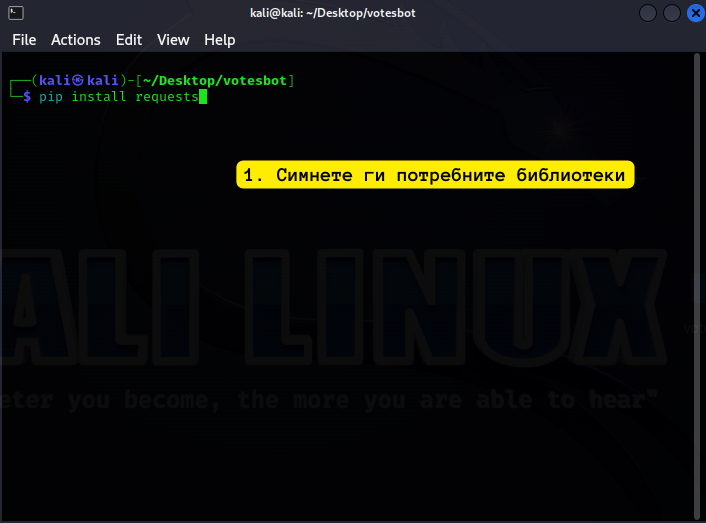 kali@kali: ~/Desktop/votesbot
File Actions Edit View Help
┌──(kali㉿kali)-[~/Desktop/votesbot]
└─$ pip install requests
1. Симнете ги потребните библиотеки
ALI LINUX
eter you become, the more you are able to hear"